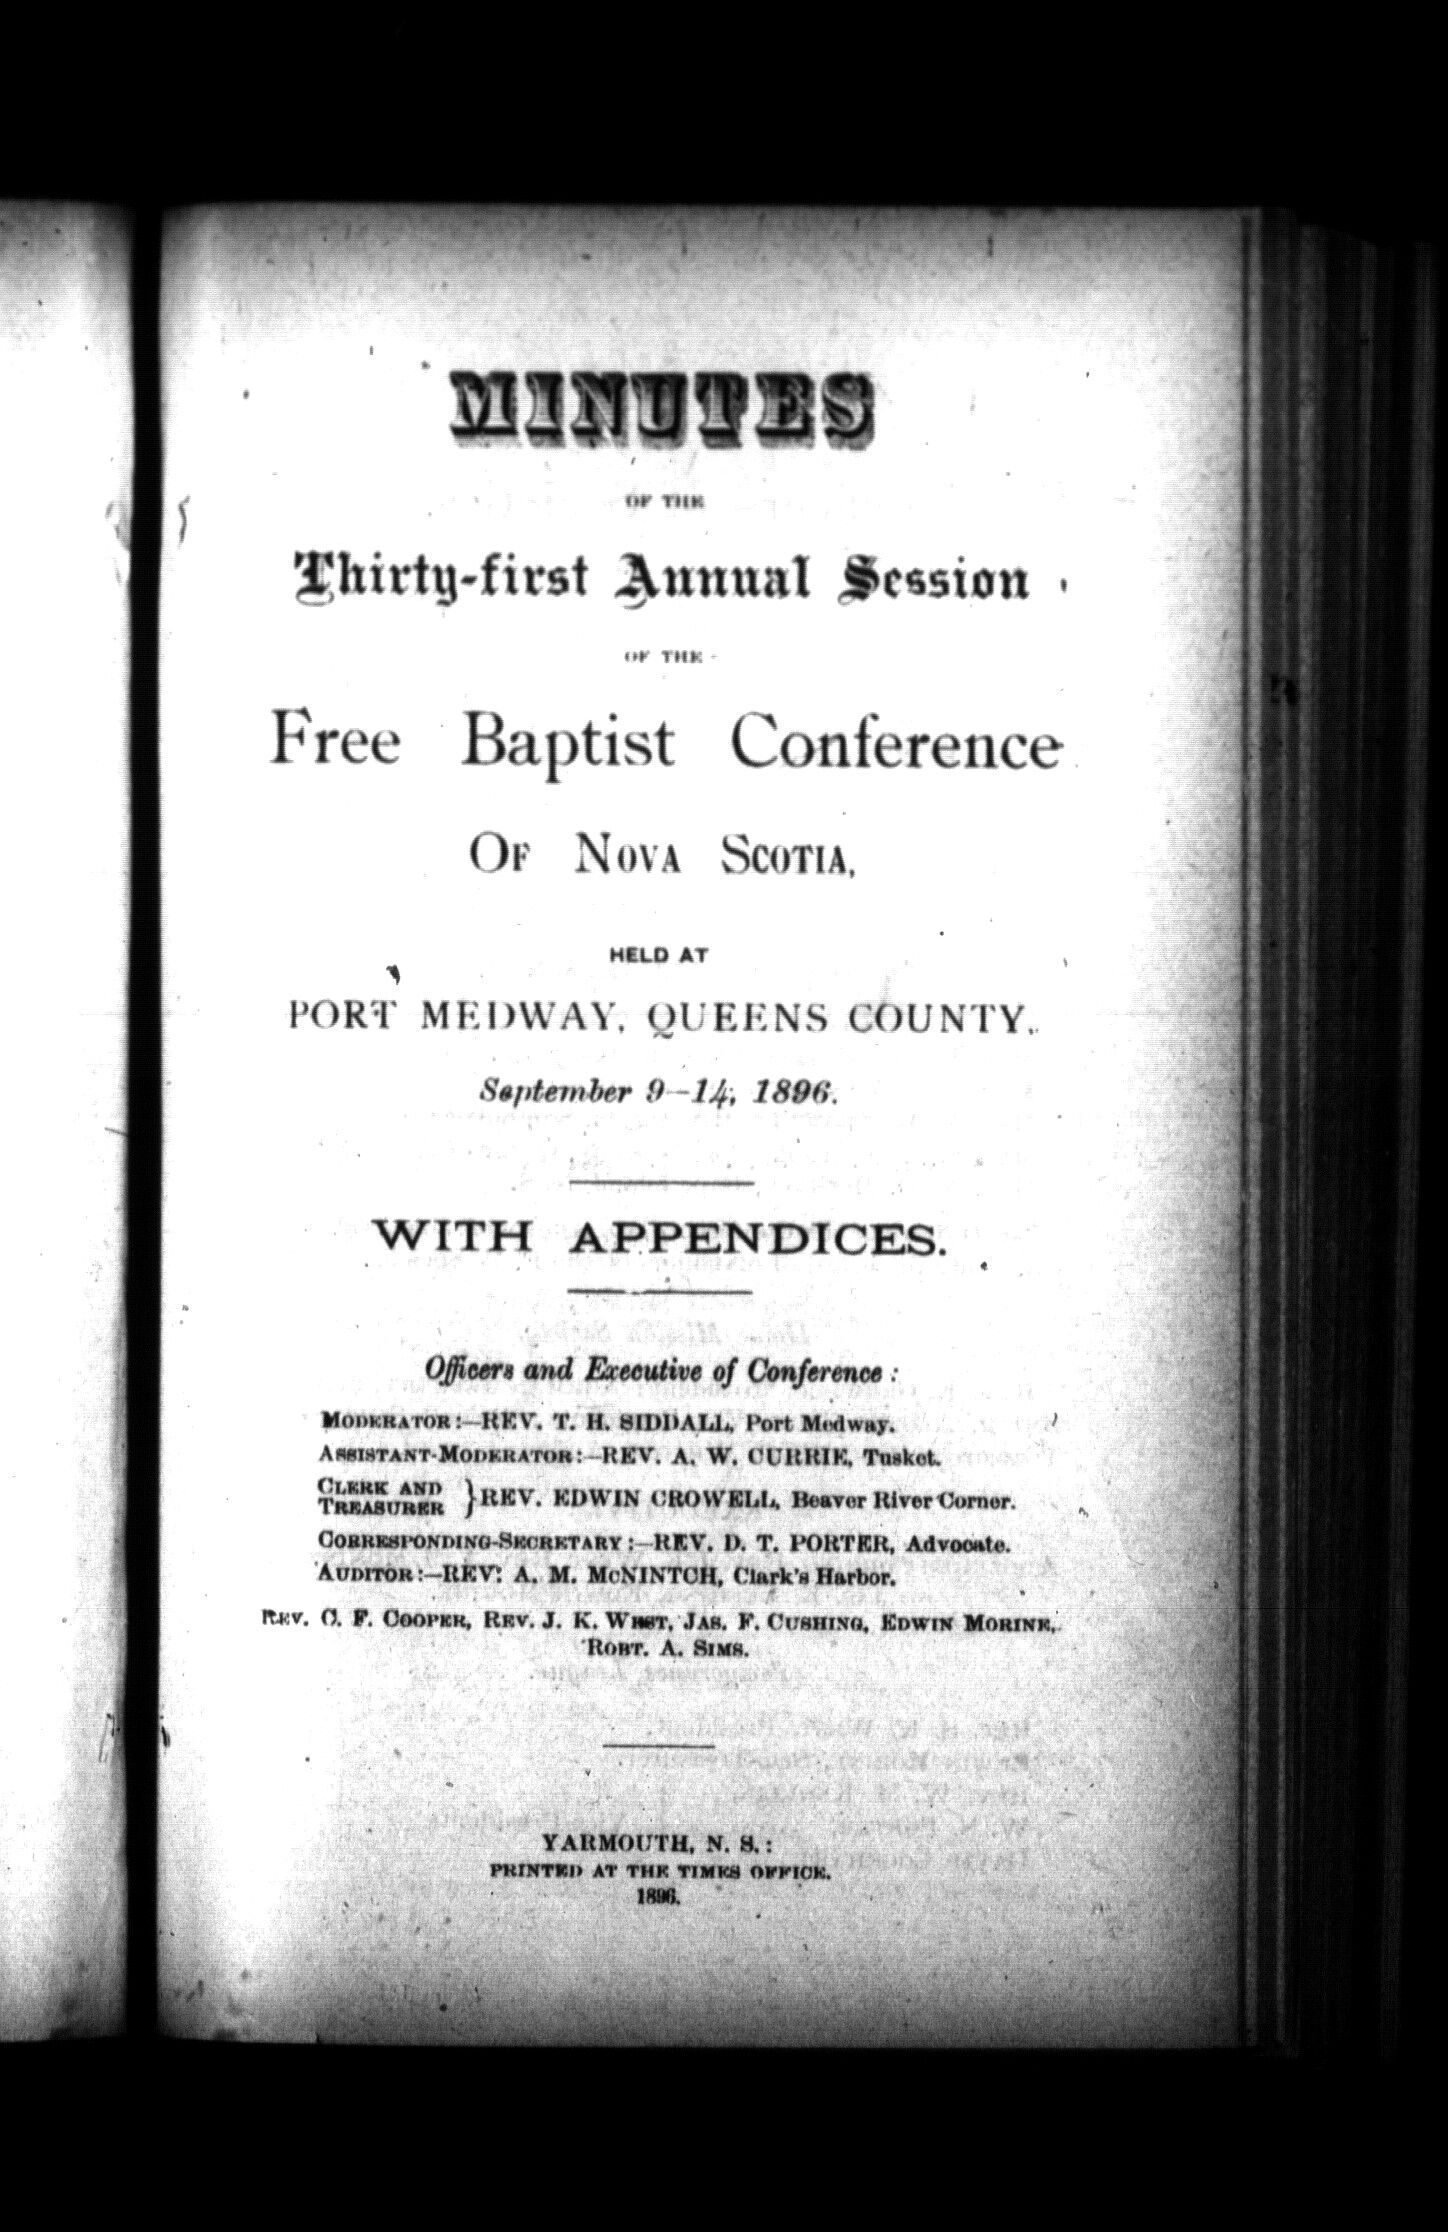 MINUTES
OF THE
Thirty-first Annual Session
OF THE
Free Baptist Conference
OF NOVA SCOTIA,
HELD AT
PORT MEDWAY, QUEENS COUNTY,
September 9–14, 1896.
WITH APPENDICES.
Officers and Executive of Conference:
MODERATOR:—REV. T. H. SIDDALL, Port Medway.
ASSISTANT-MODERATOR:—REV. A. W. CURRIE, Tusket.
CLERK AND
TREASURER } REV. EDWIN CROWELL, Beaver River Corner.
CORRESPONDING-SECRETARY:—REV. D. T. PORTER, Advocate.
AUDITOR:—REV. A. M. McNINTCH, Clark's Harbor.
REV. C. F. COOPER, REV. J. K. WEST, JAS. F. CUSHING, EDWIN MORINE,
ROBT. A. SIMS.
YARMOUTH, N. S.:
PRINTED AT THE TIMES OFFICE.
1896.